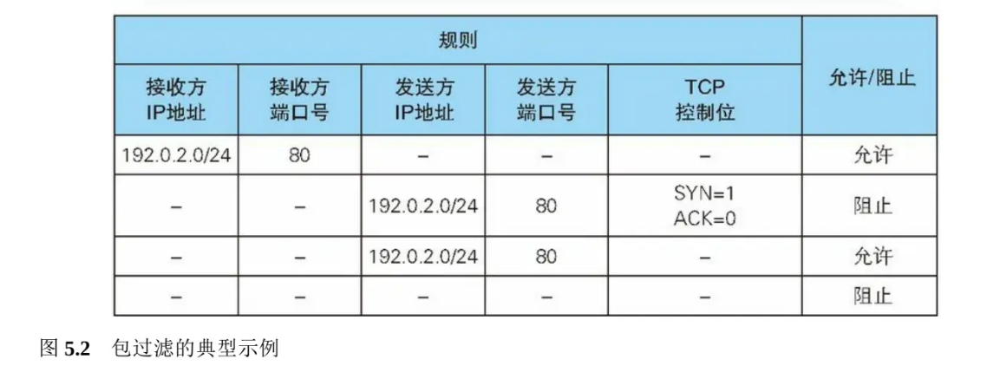 规则
允许/阻止
接收方 IP地址 接收方 端口号 发送方 IP地址 发送方 端口号 TCP 控制位
192.0.2.0/24 80 – – – 允许
– – 192.0.2.0/24 80 SYN=1 ACK=0 阻止
– – 192.0.2.0/24 80 – 允许
– – – – – 阻止
图 5.2 包过滤的典型示例